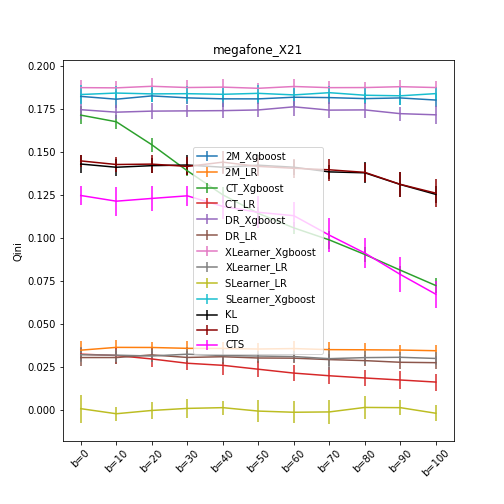 megafone_X21
Qini
0.200
0.175
0.150
0.125
0.100
0.075
0.050
0.025
0.000
2M_Xgboost
2M_LR
CT_Xgboost
CT_LR
DR_Xgboost
DR_LR
XLearner_Xgboost
XLearner_LR
SLearner_LR
SLearner_Xgboost
KL
ED
CTS
b=0
b=10
b=20
b=30
b=40
b=50
b=60
b=70
b=80
b=90
b=100